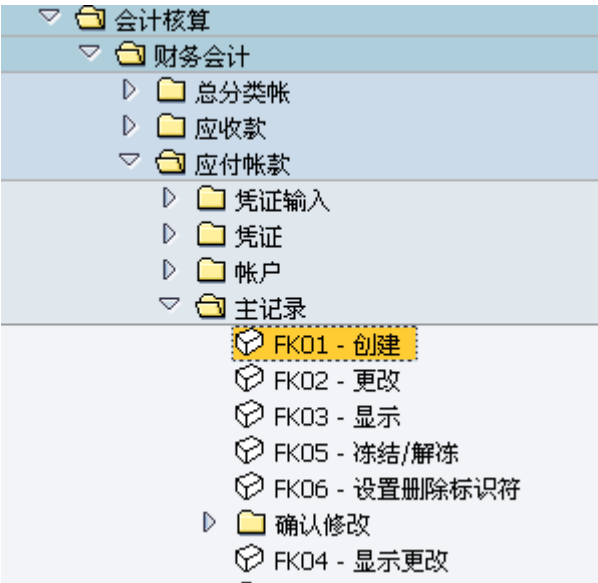 会计核算
财务会计
总分类帐
应收款
应付帐款
凭证输入
凭证
帐户
主记录
FK01 - 创建
FK02 - 更改
FK03 - 显示
FK05 - 冻结/解冻
FK06 - 设置删除标识符
确认修改
FK04 - 显示更改